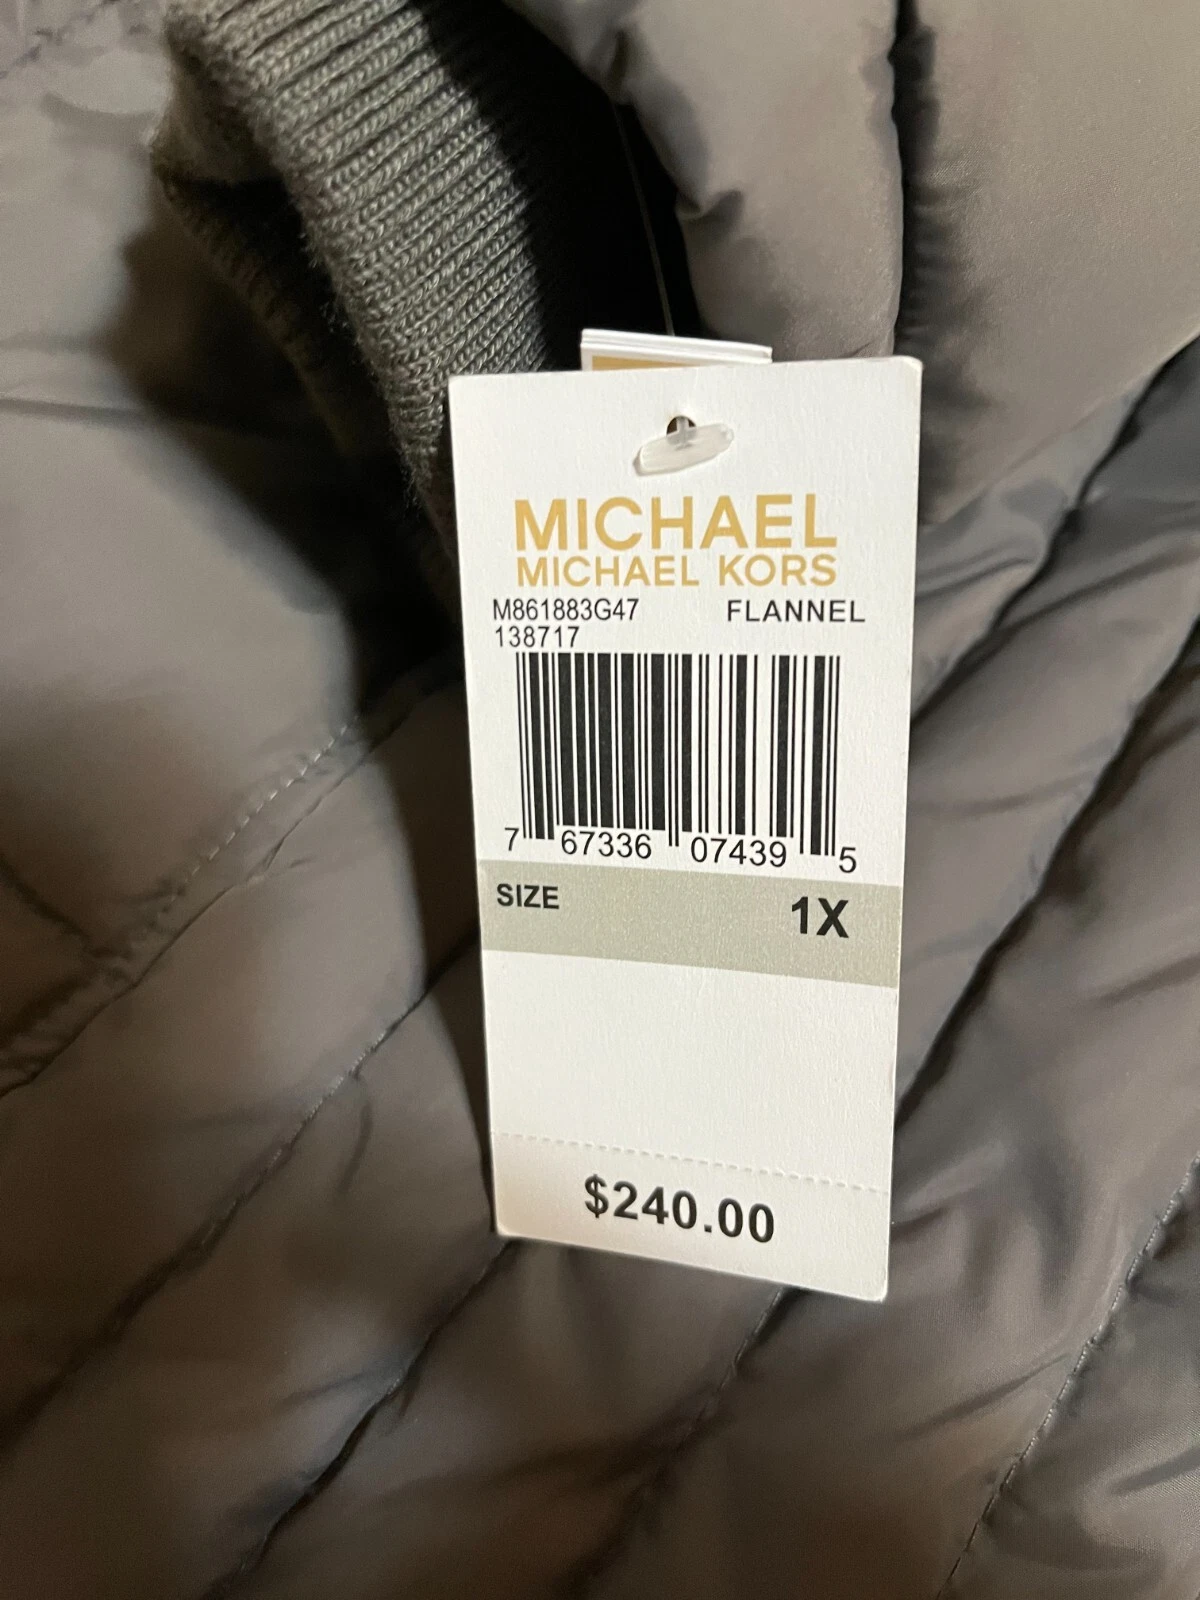 MICHAEL
MICHAEL KORS
M861883G47 FLANNEL
138717
7 67336 07439 5
SIZE 1X
$240.00